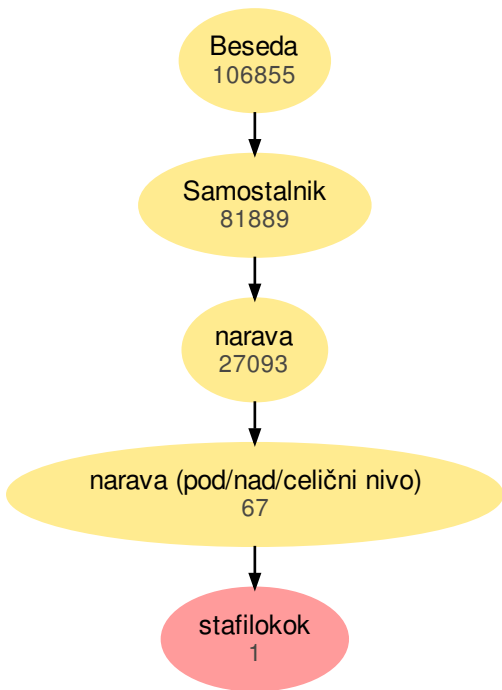 Beseda
106855
Samostalnik
81889
narava
27093
narava (pod/nad/celični nivo)
67
stafilokok
1